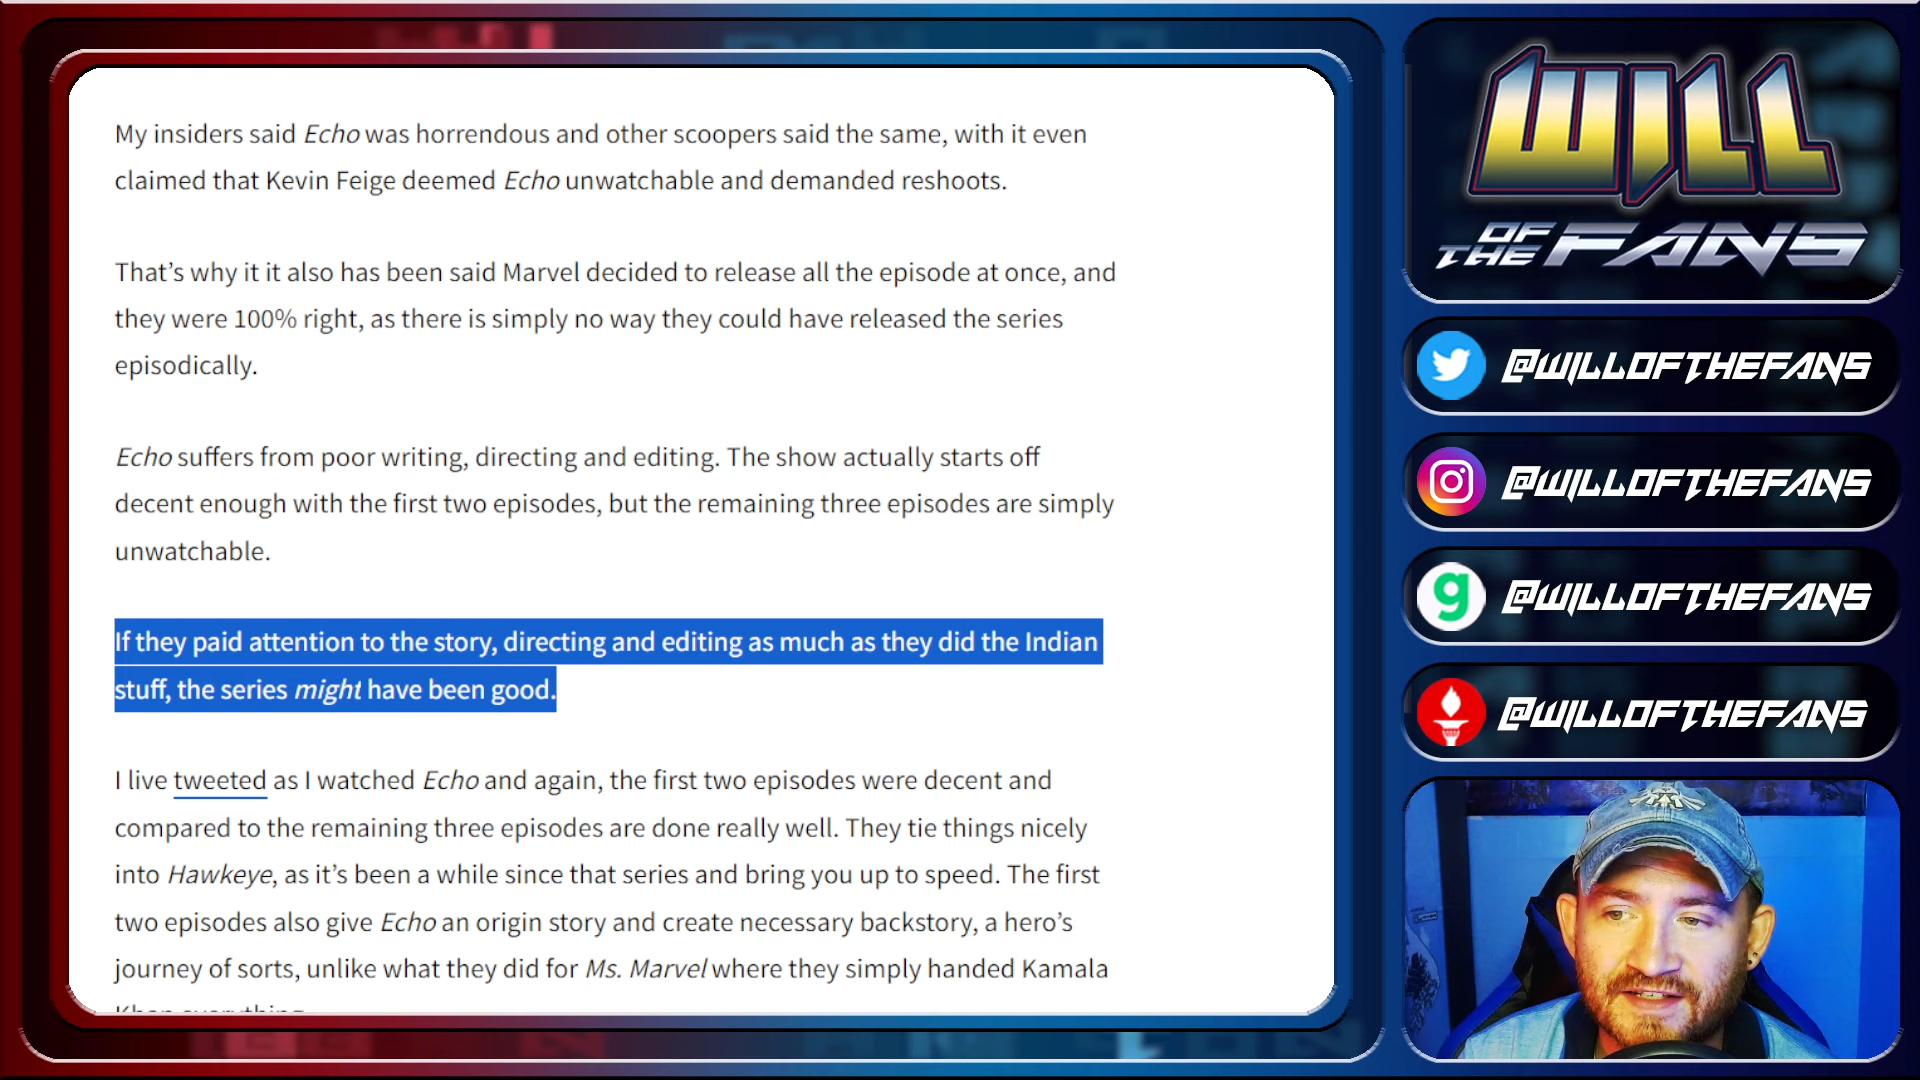 My insiders said Echo was horrendous and other scoopers said the same, with it even
claimed that Kevin Feige deemed Echo unwatchable and demanded reshoots.
That’s why it it also has been said Marvel decided to release all the episode at once, and
they were 100% right, as there is simply no way they could have released the series
episodically.
Echo suffers from poor writing, directing and editing. The show actually starts off
decent enough with the first two episodes, but the remaining three episodes are simply
unwatchable.
If they paid attention to the story, directing and editing as much as they did the Indian
stuff, the series might have been good.
I live tweeted as I watched Echo and again, the first two episodes were decent and
compared to the remaining three episodes are done really well. They tie things nicely
into Hawkeye, as it’s been a while since that series and bring you up to speed. The first
two episodes also give Echo an origin story and create necessary backstory, a hero’s
journey of sorts, unlike what they did for Ms. Marvel where they simply handed Kamala
Khan everything.
WILL
OF
THE FANS
@WILLOFTHEFANS
@WILLOFTHEFANS
g @WILLOFTHEFANS
@WILLOFTHEFANS